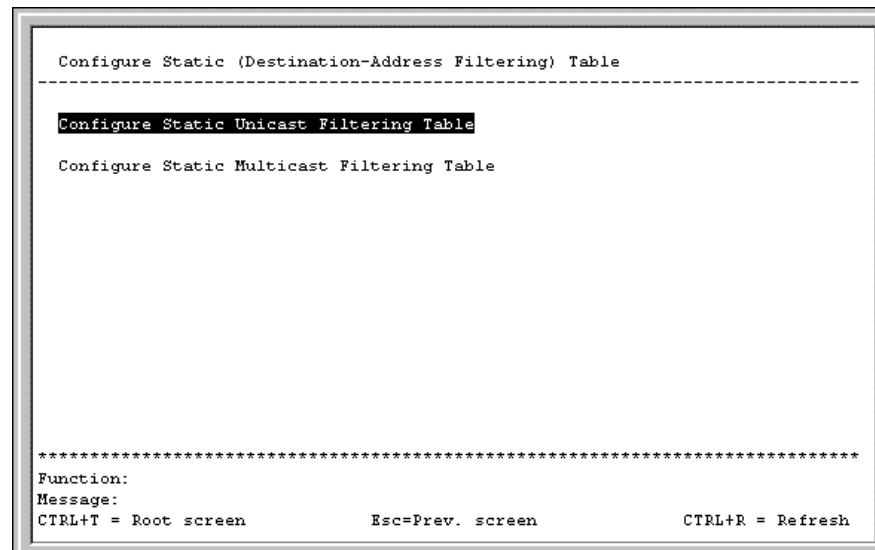 Configure Static (Destination-Address Filtering) Table
--------------------------------------------------------------------------------
Configure Static Unicast Filtering Table
Configure Static Multicast Filtering Table
********************************************************************************
Function:
Message:
CTRL+T = Root screen Esc=Prev. screen CTRL+R = Refresh